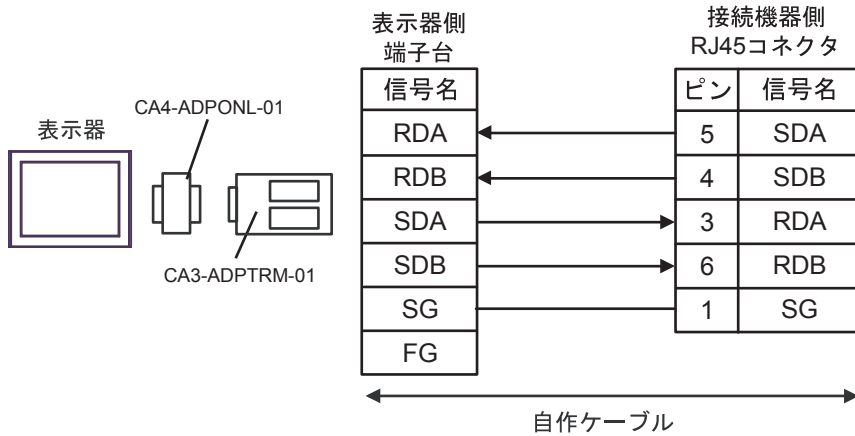 表示器側
端子台
接続機器側
RJ45コネクタ
信号名
ピン 信号名
CA4-ADPONL-01
表示器
RDA 5 SDA
RDB 4 SDB
SDA 3 RDA
SDB 6 RDB
CA3-ADPTRM-01
SG 1 SG
FG
自作ケーブル